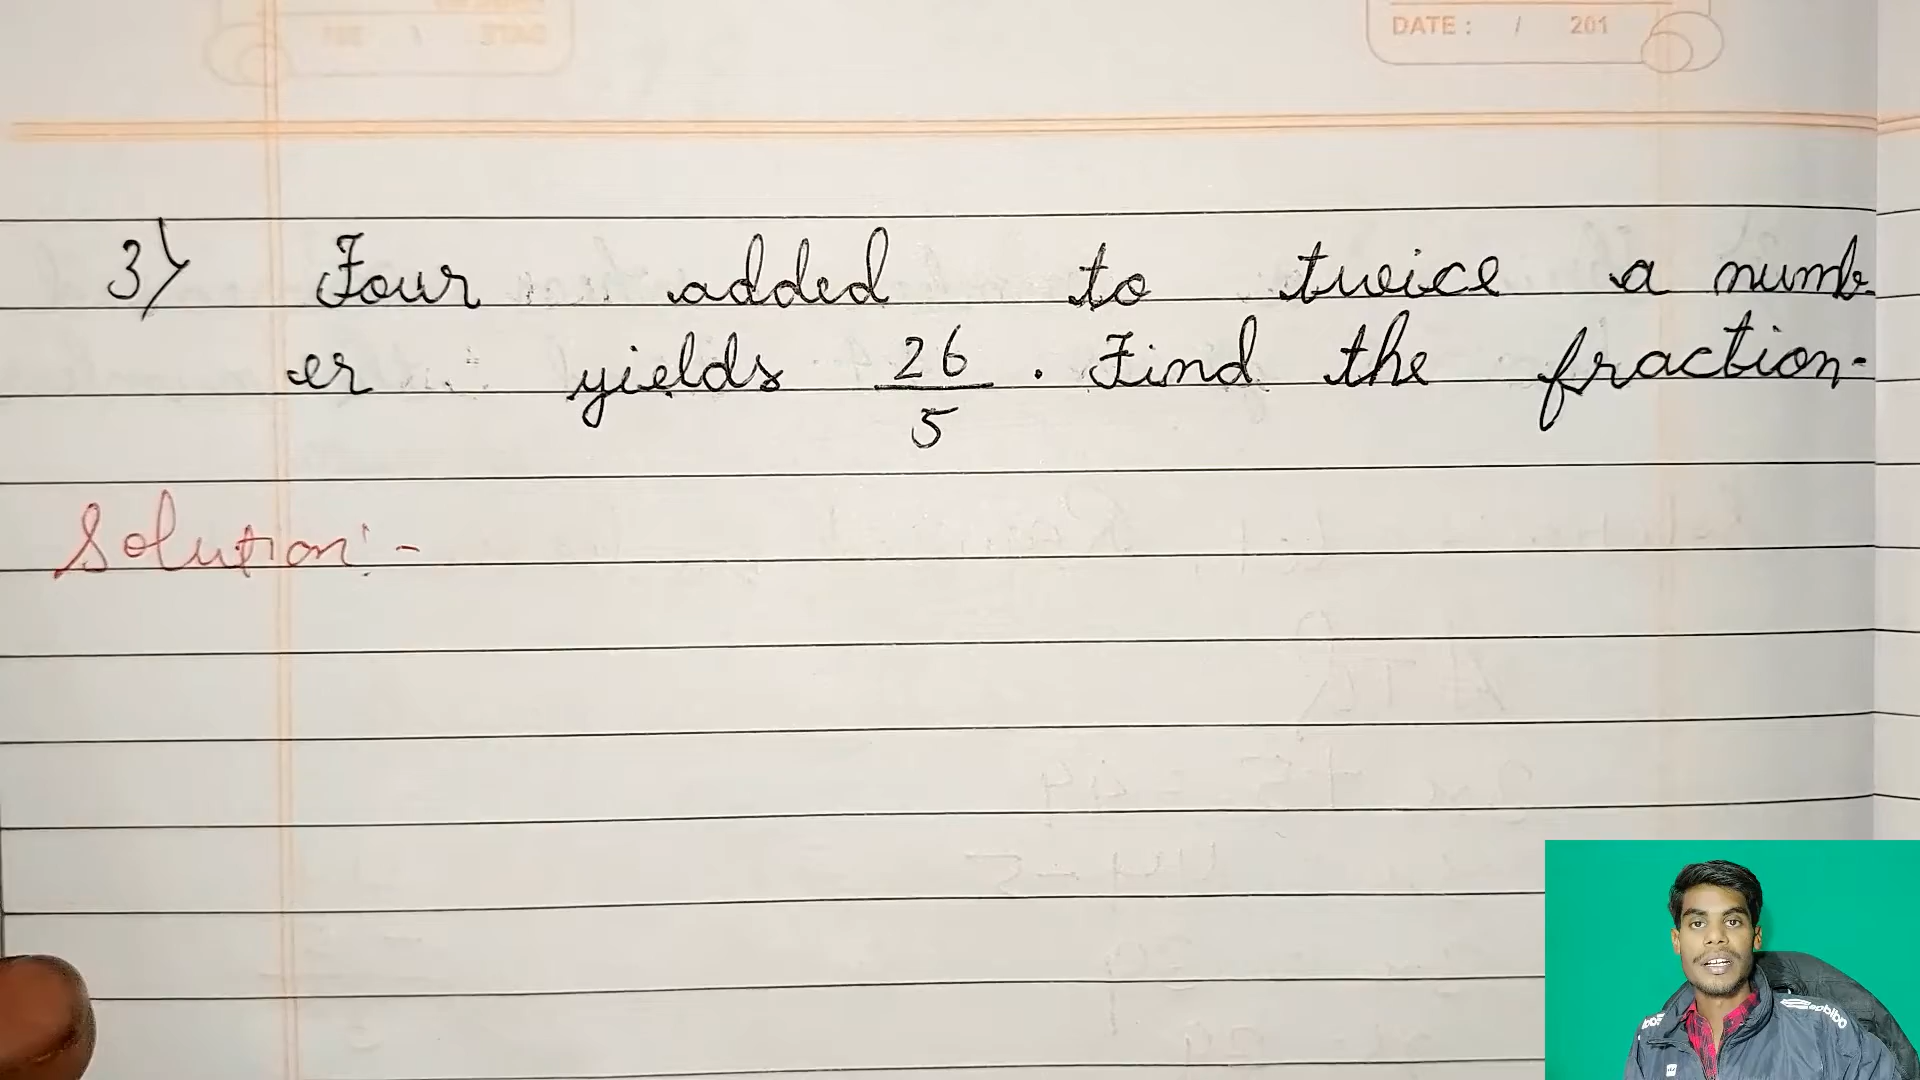 DATE : / 201
3) Four added to twice a numb-
er yields 26/5 . Find the fraction.
Solution:-